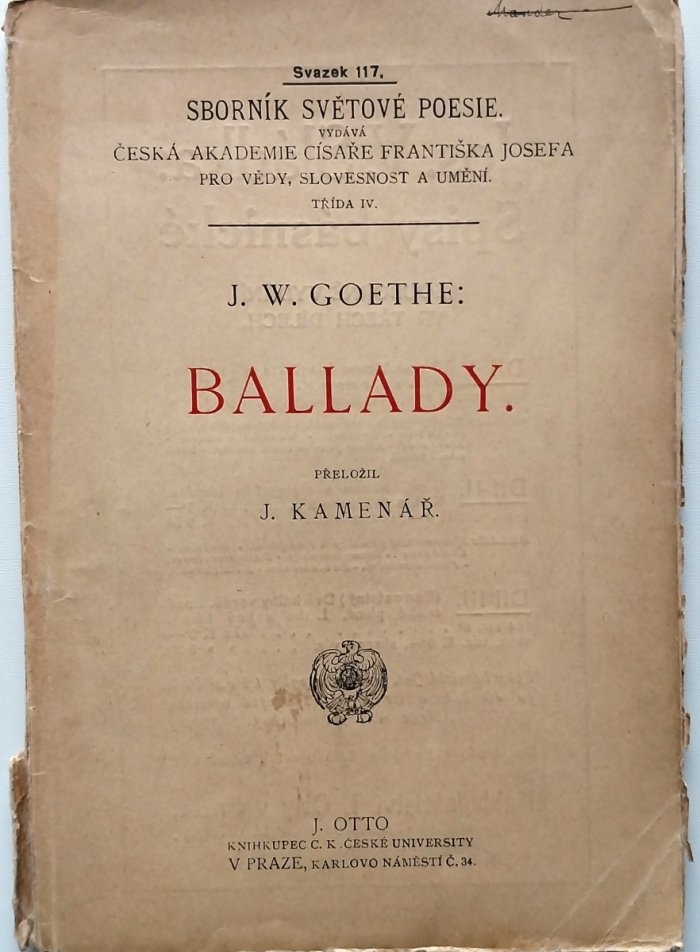 Svazek 117.
SBORNÍK SVĚTOVÉ POESIE.
VYDÁVÁ
ČESKÁ AKADEMIE CÍSAŘE FRANTIŠKA JOSEFA
PRO VĚDY, SLOVESNOST A UMĚNÍ.
TŘÍDA IV.
J. W. GOETHE:
BALLADY.
PŘELOŽIL
J. KAMENÁŘ.
J. OTTO
KNIHKUPEC C. K. ČESKÉ UNIVERSITY
V PRAZE, KARLOVO NÁMĚSTÍ Č. 34.